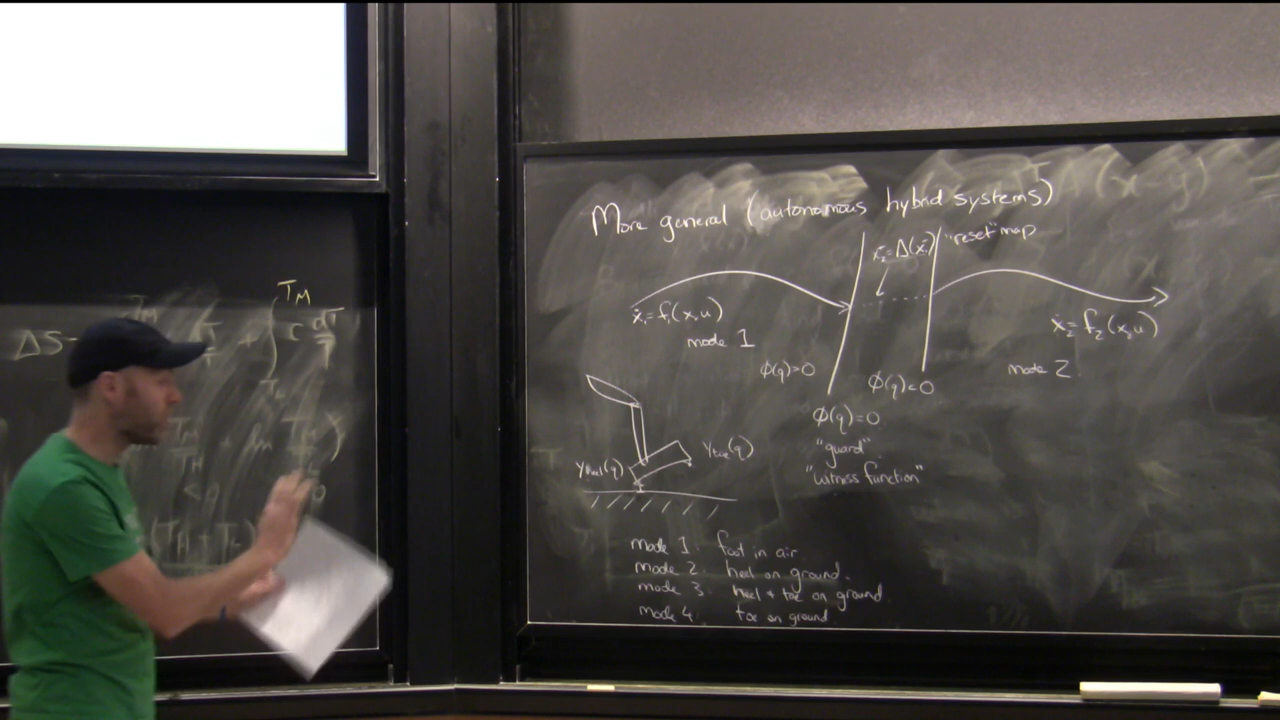 More general (autonomous hybrid systems)
x₂⁺=Δ(x₁⁻) "reset" map
ẋ₁=f₁(x,u)
mode 1
ẋ₂=f₂(x₂,u)
mode 2
ϕ(q)>0
ϕ(q)<0
ϕ(q)=0
"guard"
"witness function"
y_heel(q)
y_toe(q)
mode 1: foot in air
mode 2: heel on ground.
mode 3: heel + toe on ground
mode 4: toe on ground
ΔS
T_M
c dT/T